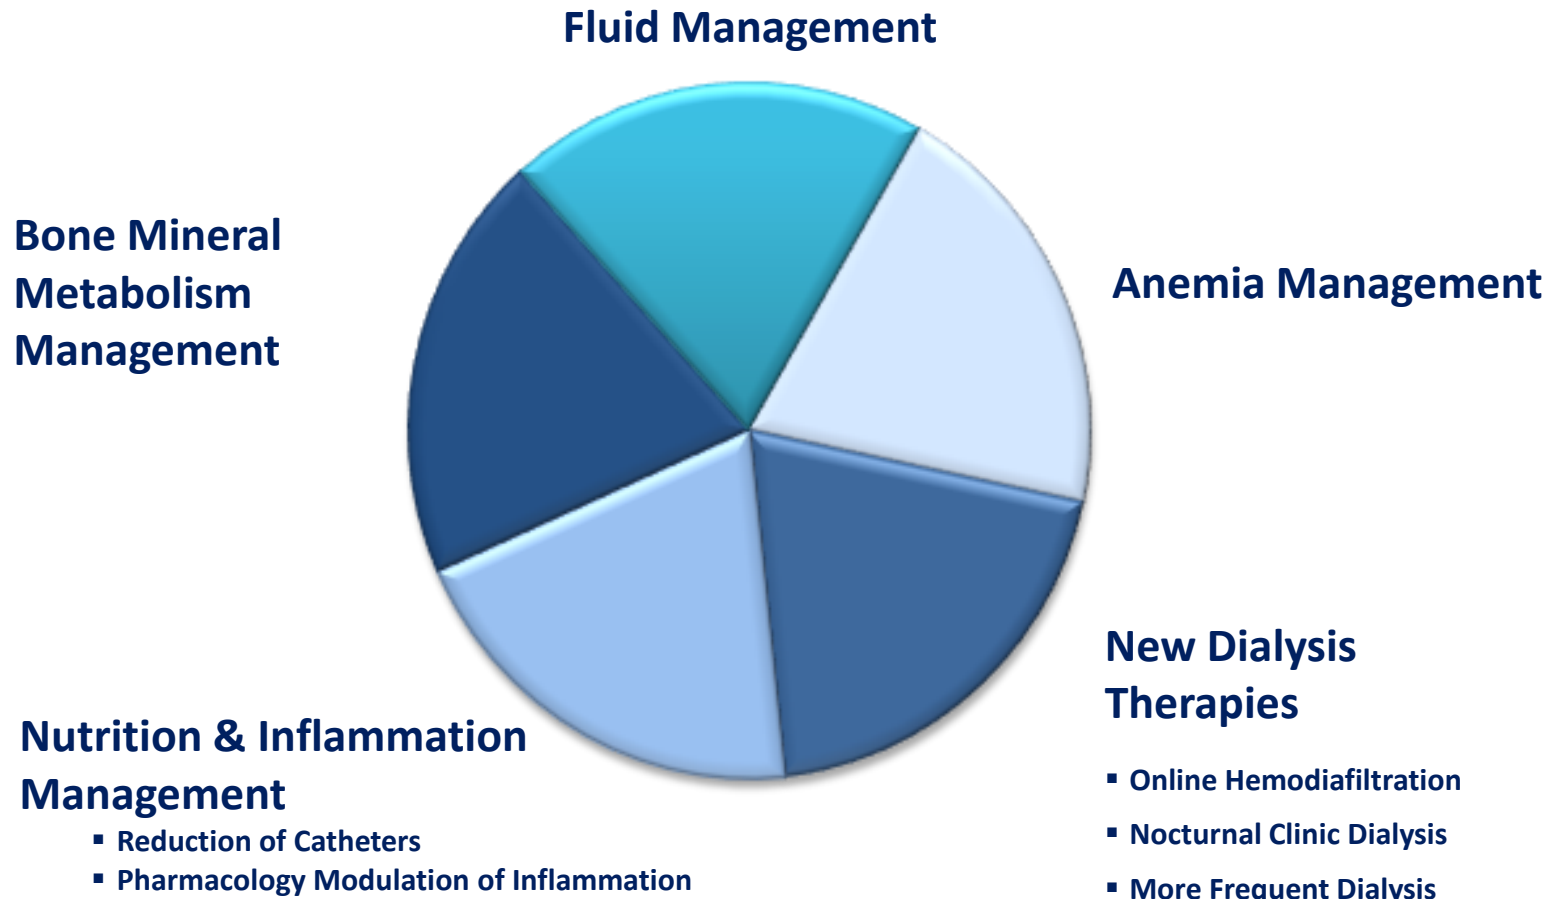 Fluid Management
Bone Mineral
Metabolism
Management
Anemia Management
New Dialysis
Therapies
▪ Online Hemodiafiltration
▪ Nocturnal Clinic Dialysis
▪ More Frequent Dialysis
Nutrition & Inflammation
Management
▪ Reduction of Catheters
▪ Pharmacology Modulation of Inflammation